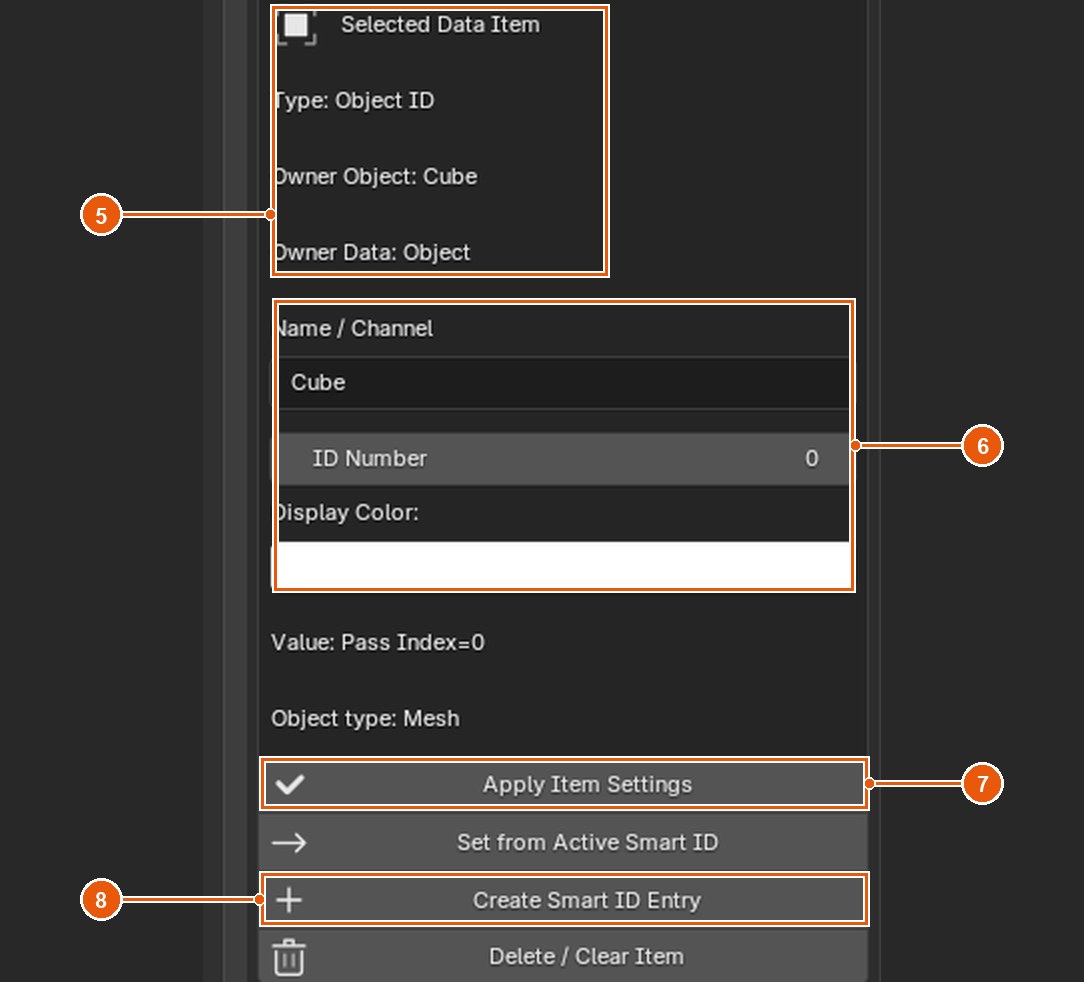 Selected Data Item
Type: Object ID
Owner Object: Cube
5
Owner Data: Object
Name / Channel
Cube
6
ID Number 0
Display Color:
Value: Pass Index=0
Object type: Mesh
Apply Item Settings
7
Set from Active Smart ID
8
Create Smart ID Entry
Delete / Clear Item